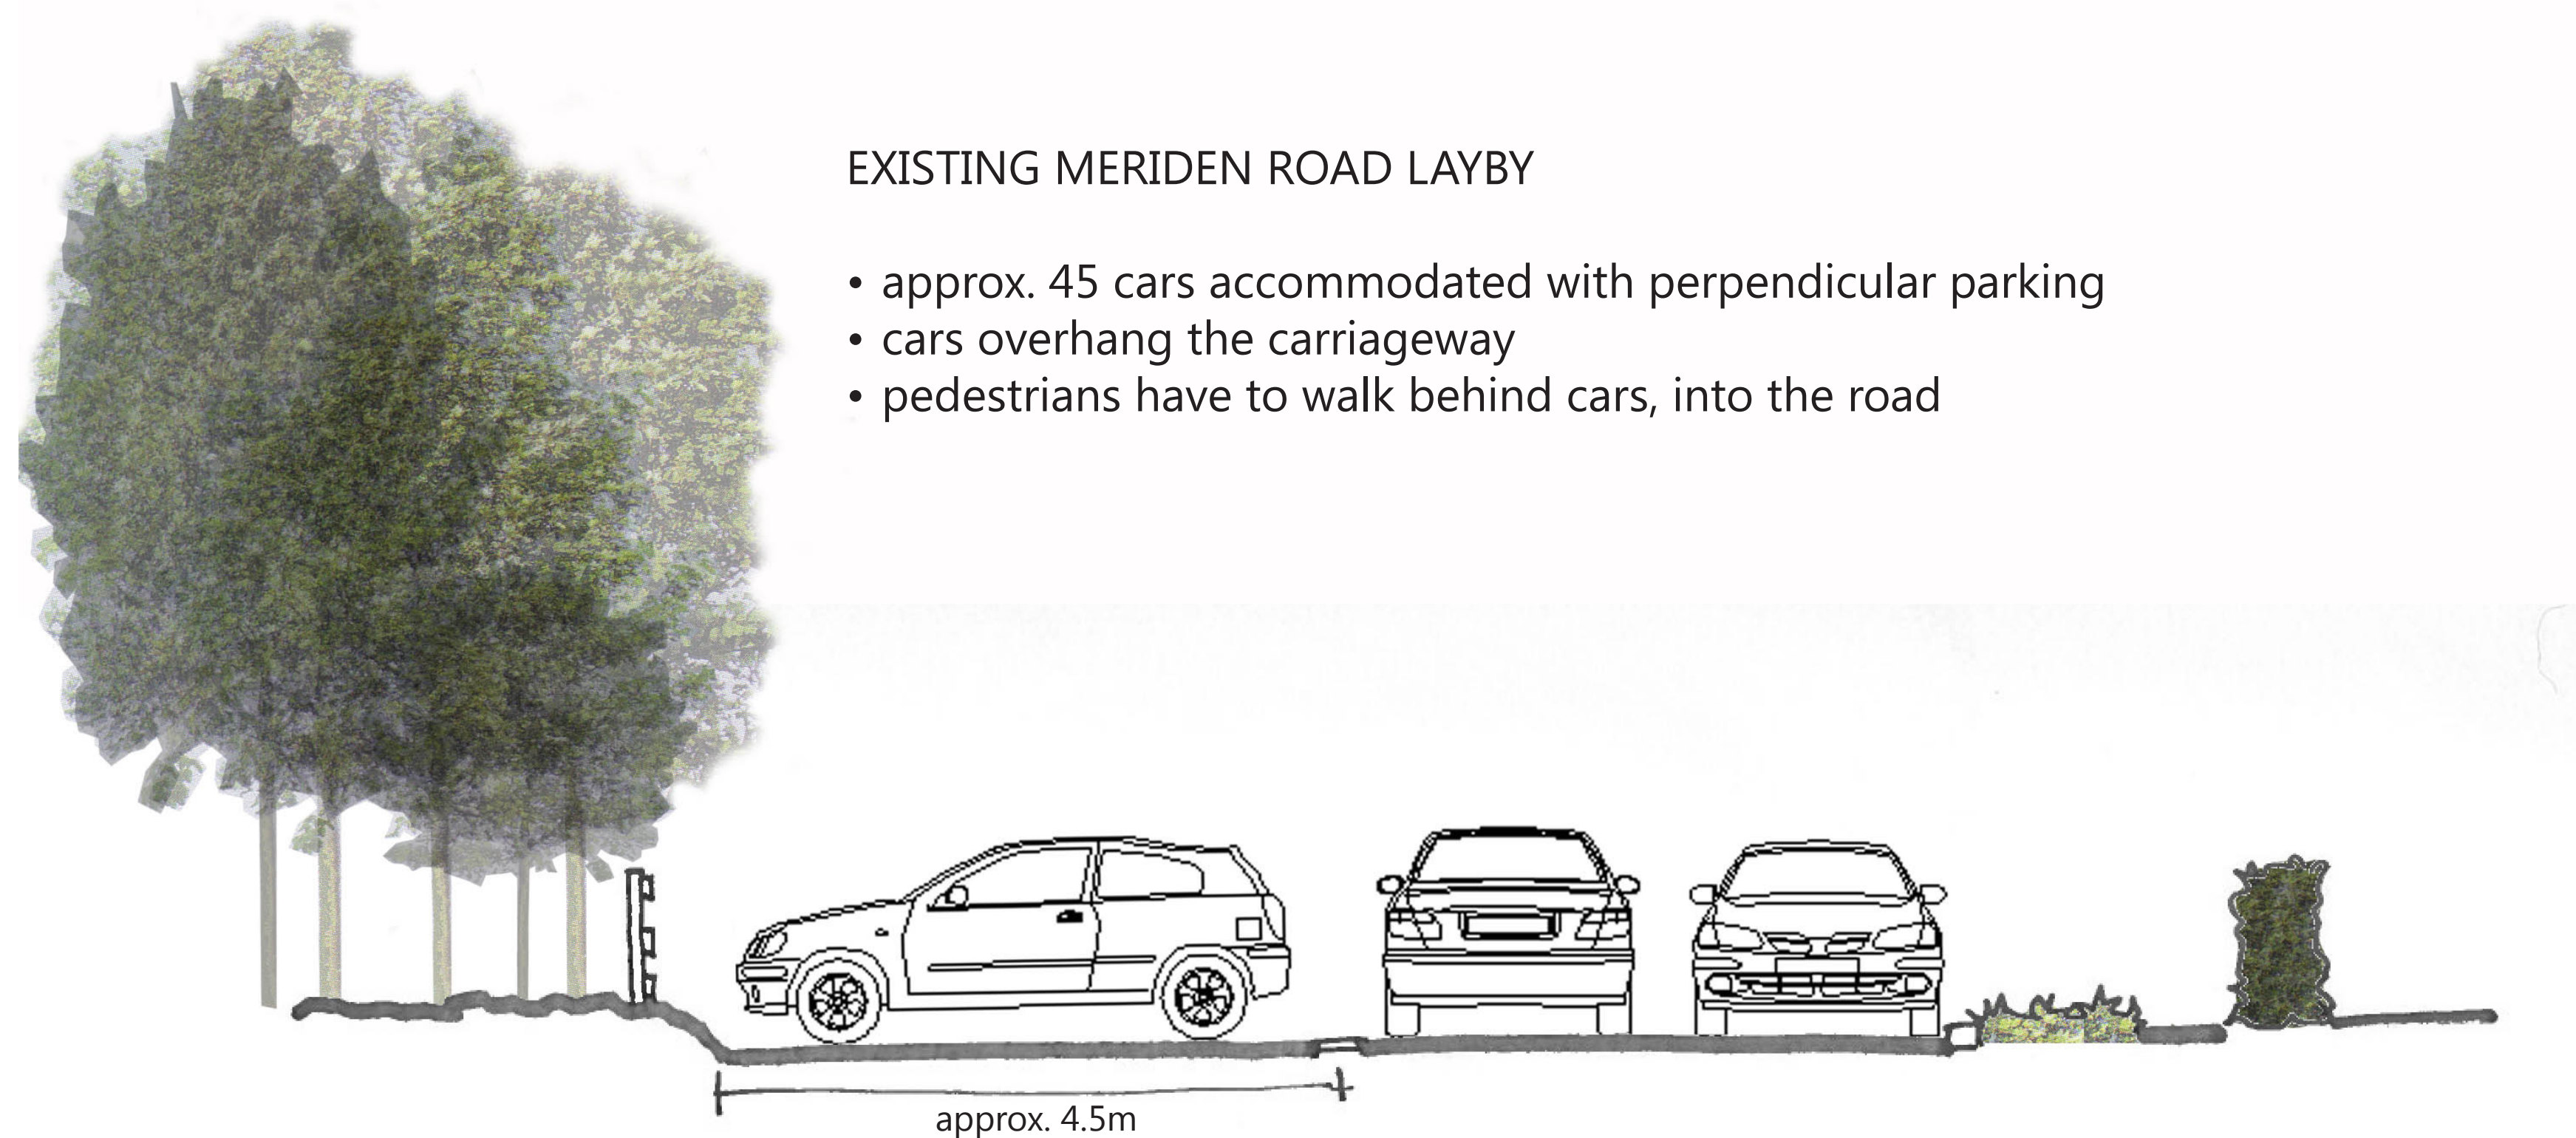 EXISTING MERIDEN ROAD LAYBY
• approx. 45 cars accommodated with perpendicular parking
• cars overhang the carriageway
• pedestrians have to walk behind cars, into the road
approx. 4.5m